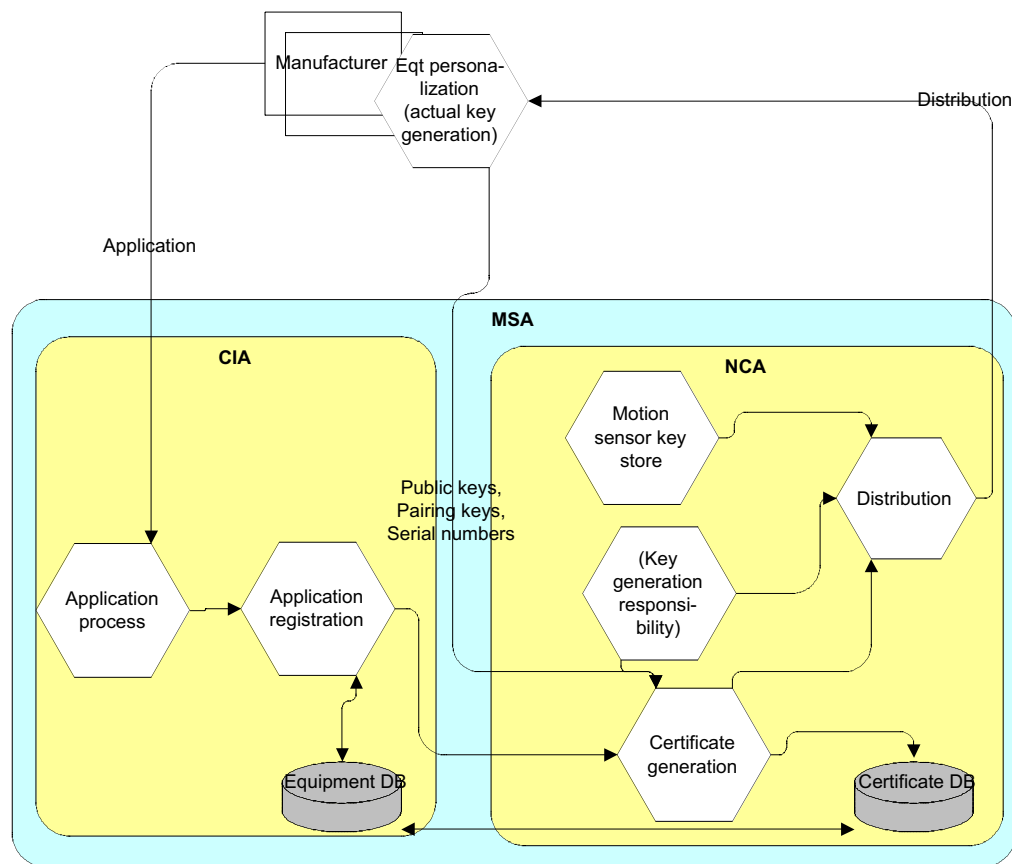 Manufacturer
Eqt persona-
lization
(actual key
generation)
Distribution
Application
MSA
CIA
NCA
Motion
sensor key
store
Public keys,
Pairing keys,
Serial numbers
Distribution
(Key
generation
responsi-
bility)
Application
process
Application
registration
Certificate
generation
Equipment DB
Certificate DB